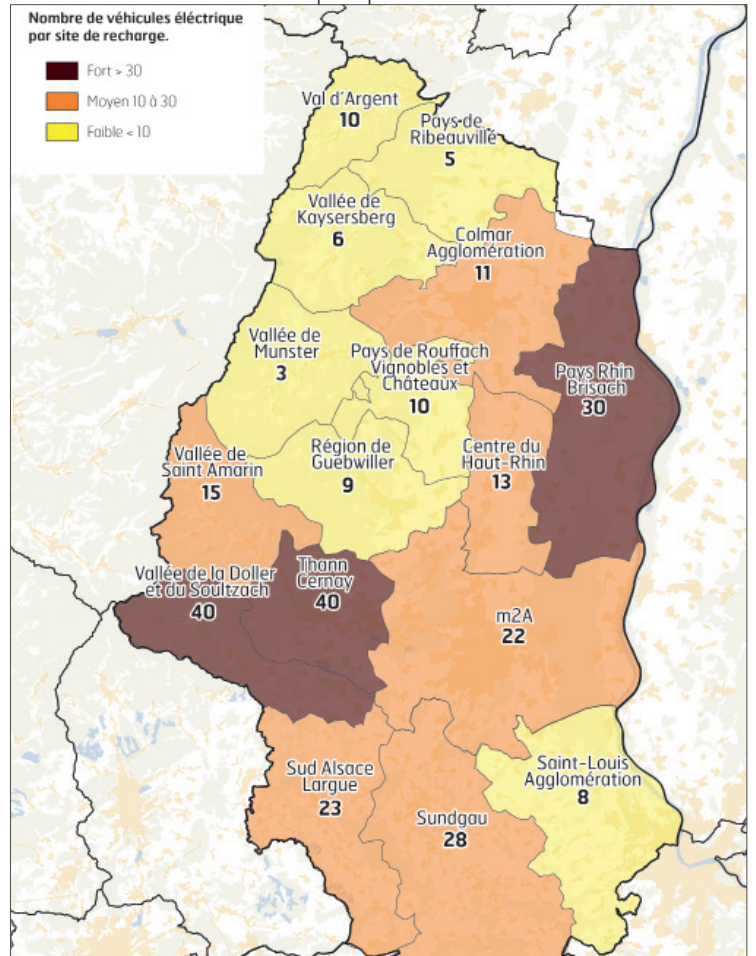 Nombre de véhicules éléctrique
par site de recharge.
Fort > 30
Moyen 10 à 30
Faible < 10
Val d'Argent
10
Pays de
Ribeauvillé
5
Vallée de
Kaysersberg
6
Colmar
Agglomération
11
Vallée de
Munster
3
Pays de Rouffach
Vignobles et
Châteaux
10
Pays Rhin
Brisach
30
Vallée de
Saint Amarin
15
Région de
Guebwiller
9
Centre du
Haut-Rhin
13
Vallée de la Doller
et du Soultzach
40
Thann
Cernay
40
m2A
22
Sud Alsace
Largue
23
Sundgau
28
Saint-Louis
Agglomération
8